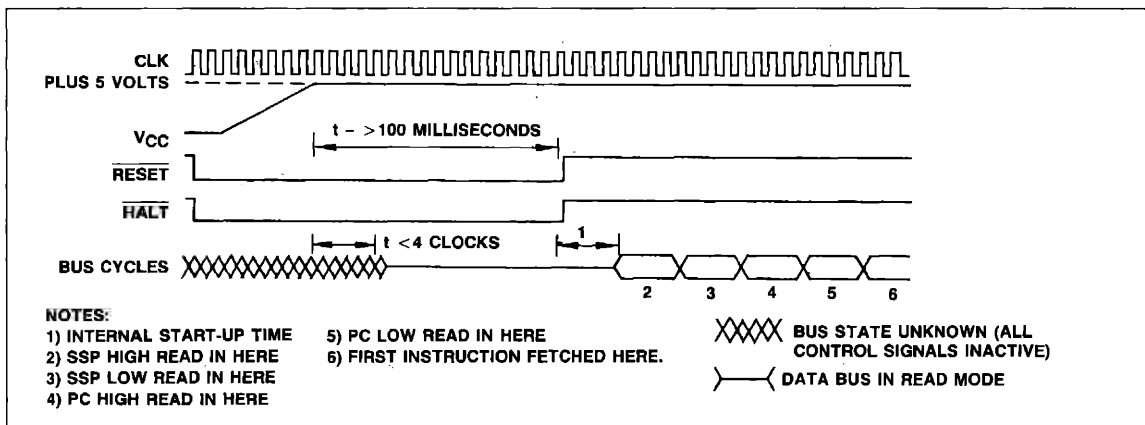 CLK
PLUS 5 VOLTS
VCC
t – >100 MILLISECONDS
RESET
HALT
t <4 CLOCKS
1
BUS CYCLES
2 3 4 5 6
NOTES:
1) INTERNAL START-UP TIME
2) SSP HIGH READ IN HERE
3) SSP LOW READ IN HERE
4) PC HIGH READ IN HERE
5) PC LOW READ IN HERE
6) FIRST INSTRUCTION FETCHED HERE.
BUS STATE UNKNOWN (ALL
CONTROL SIGNALS INACTIVE)
DATA BUS IN READ MODE